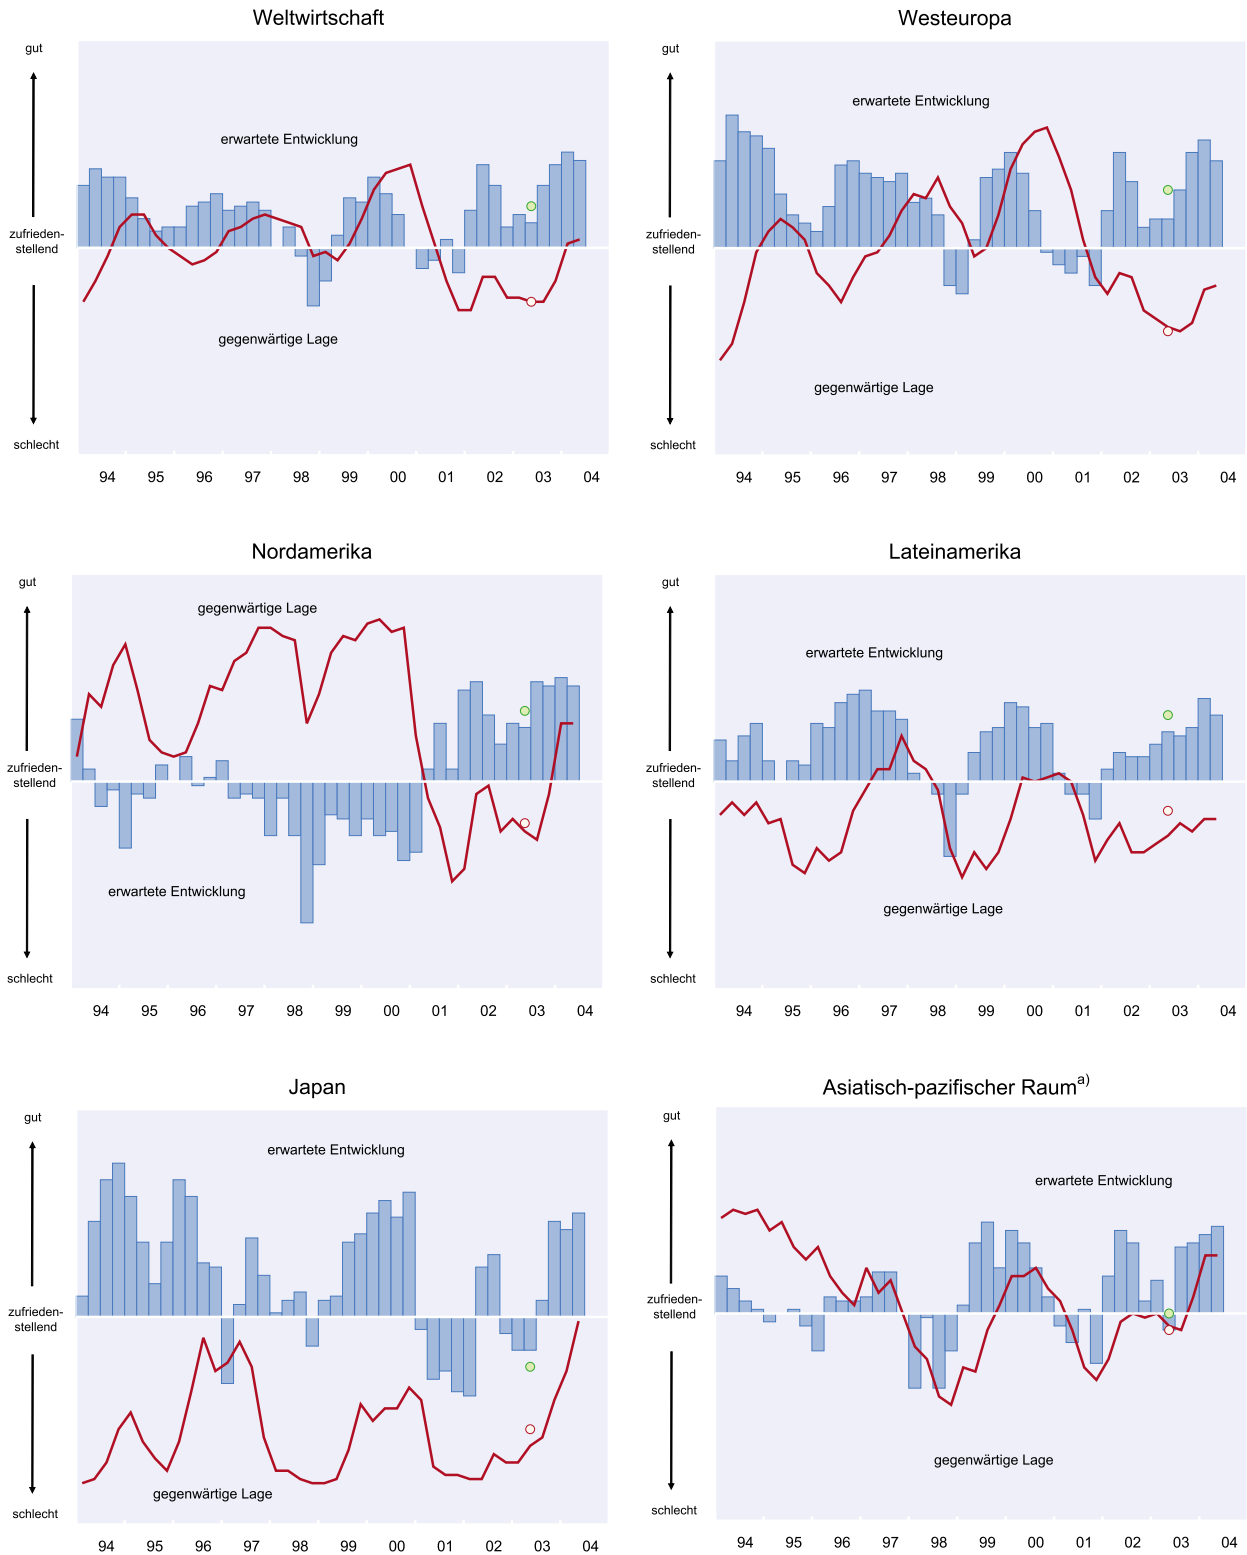 Weltwirtschaft
gut
erwartete Entwicklung
zufrieden-
stellend
gegenwärtige Lage
schlecht
94 95 96 97 98 99 00 01 02 03 04
Westeuropa
gut
erwartete Entwicklung
zufrieden-
stellend
gegenwärtige Lage
schlecht
94 95 96 97 98 99 00 01 02 03 04
Nordamerika
gut
gegenwärtige Lage
zufrieden-
stellend
erwartete Entwicklung
schlecht
94 95 96 97 98 99 00 01 02 03 04
Lateinamerika
gut
erwartete Entwicklung
zufrieden-
stellend
gegenwärtige Lage
schlecht
94 95 96 97 98 99 00 01 02 03 04
Japan
gut
erwartete Entwicklung
zufrieden-
stellend
gegenwärtige Lage
schlecht
94 95 96 97 98 99 00 01 02 03 04
Asiatisch-pazifischer Raum a)
gut
erwartete Entwicklung
zufrieden-
stellend
gegenwärtige Lage
schlecht
94 95 96 97 98 99 00 01 02 03 04